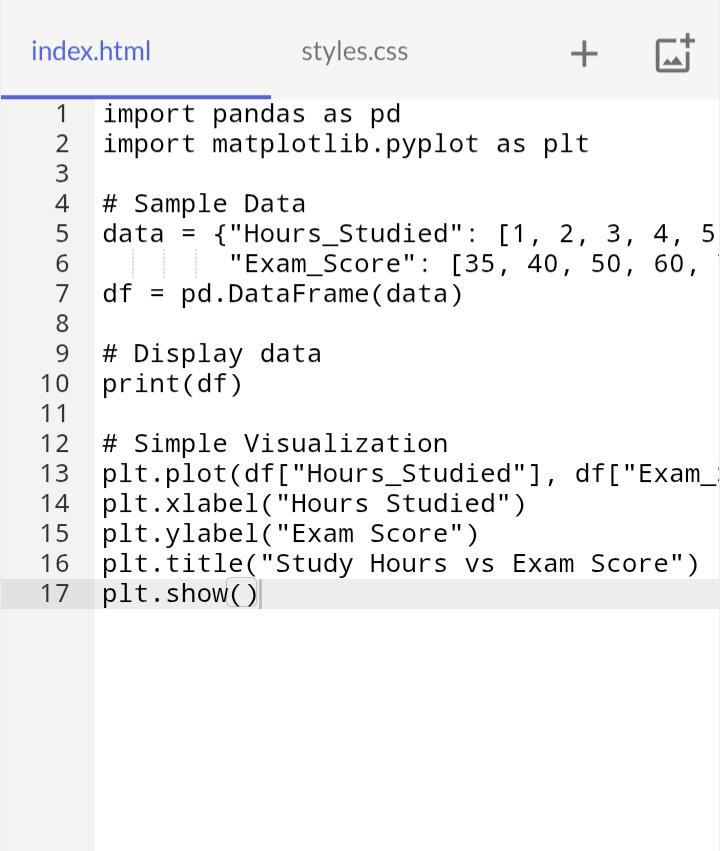 index.html
styles.css
1 import pandas as pd
2 import matplotlib.pyplot as plt
3
4 # Sample Data
5 data = {"Hours_Studied": [1, 2, 3, 4, 5
6         "Exam_Score": [35, 40, 50, 60,
7 df = pd.DataFrame(data)
8
9 # Display data
10 print(df)
11
12 # Simple Visualization
13 plt.plot(df["Hours_Studied"], df["Exam_
14 plt.xlabel("Hours Studied")
15 plt.ylabel("Exam Score")
16 plt.title("Study Hours vs Exam Score")
17 plt.show()